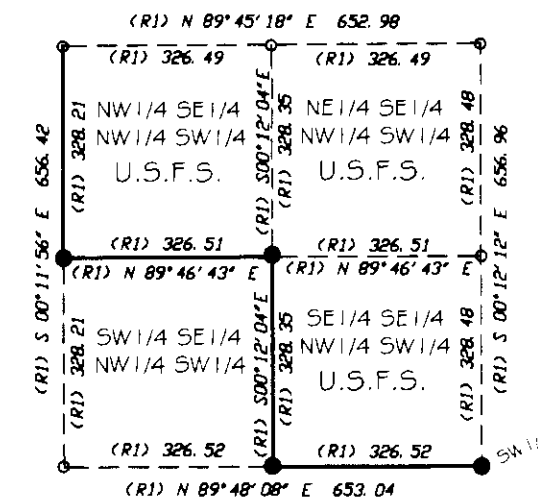 (R1) N 89° 45' 18" E 652.98
(R1) 326.49
(R1) 326.49
(R1) S 00° 11' 56" E 656.42
(R1) 328.21
NW1/4 SE1/4
NW1/4 SW1/4
U.S.F.S.
(R1) S00° 12' 04"E
(R1) 328.35
NE1/4 SE1/4
NW1/4 SW1/4
U.S.F.S.
(R1) 328.48
(R1) S 00° 12' 12" E 656.96
(R1) 326.51
(R1) 326.51
(R1) N 89° 46' 43" E
(R1) N 89° 46' 43" E
(R1) 328.21
SW1/4 SE1/4
NW1/4 SW1/4
(R1) S00° 12' 04"E
(R1) 328.35
SE1/4 SE1/4
NW1/4 SW1/4
U.S.F.S.
(R1) 328.48
(R1) 326.52
(R1) 326.52
SW
(R1) N 89° 48' 08" E 653.04